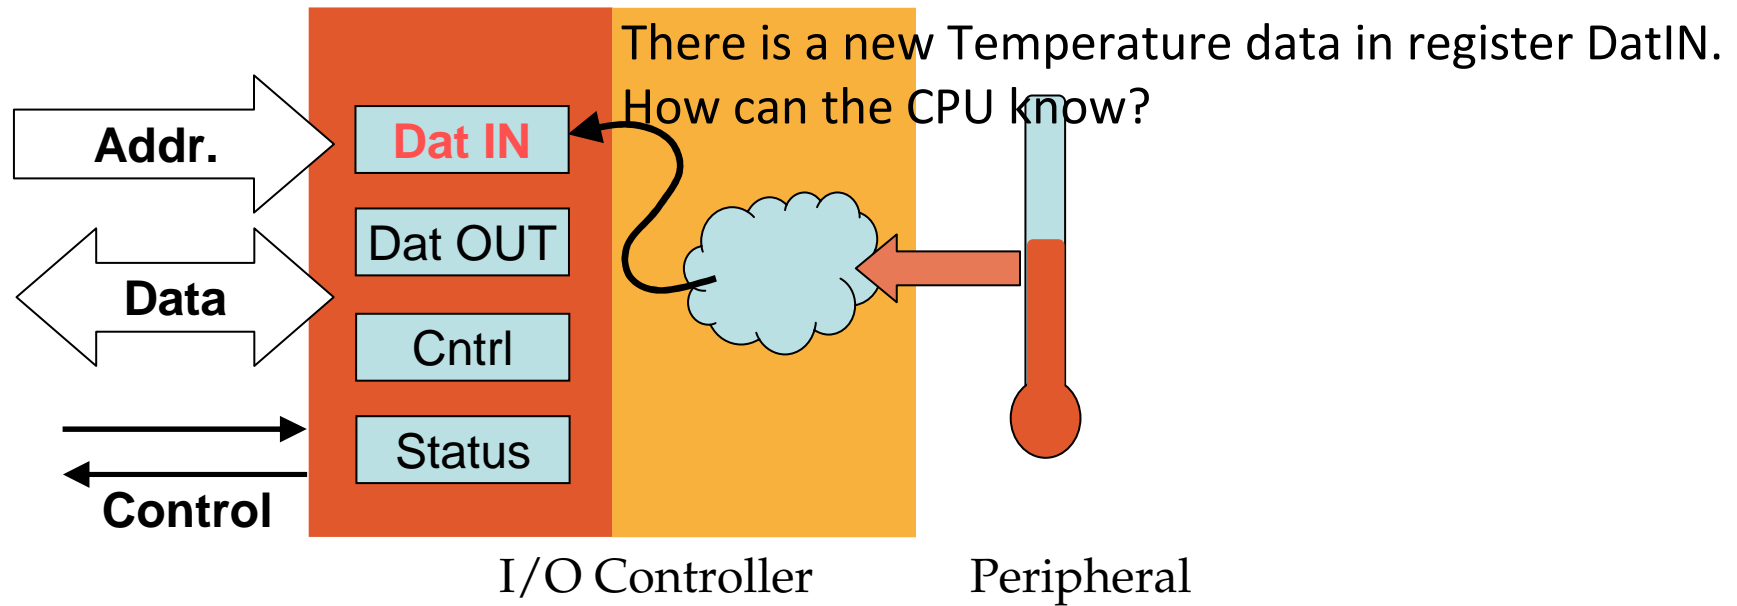 There is a new Temperature data in register DatIN.
How can the CPU know?
Addr.
Dat IN
Dat OUT
Data
Cntrl
Status
Control
I/O Controller
Peripheral